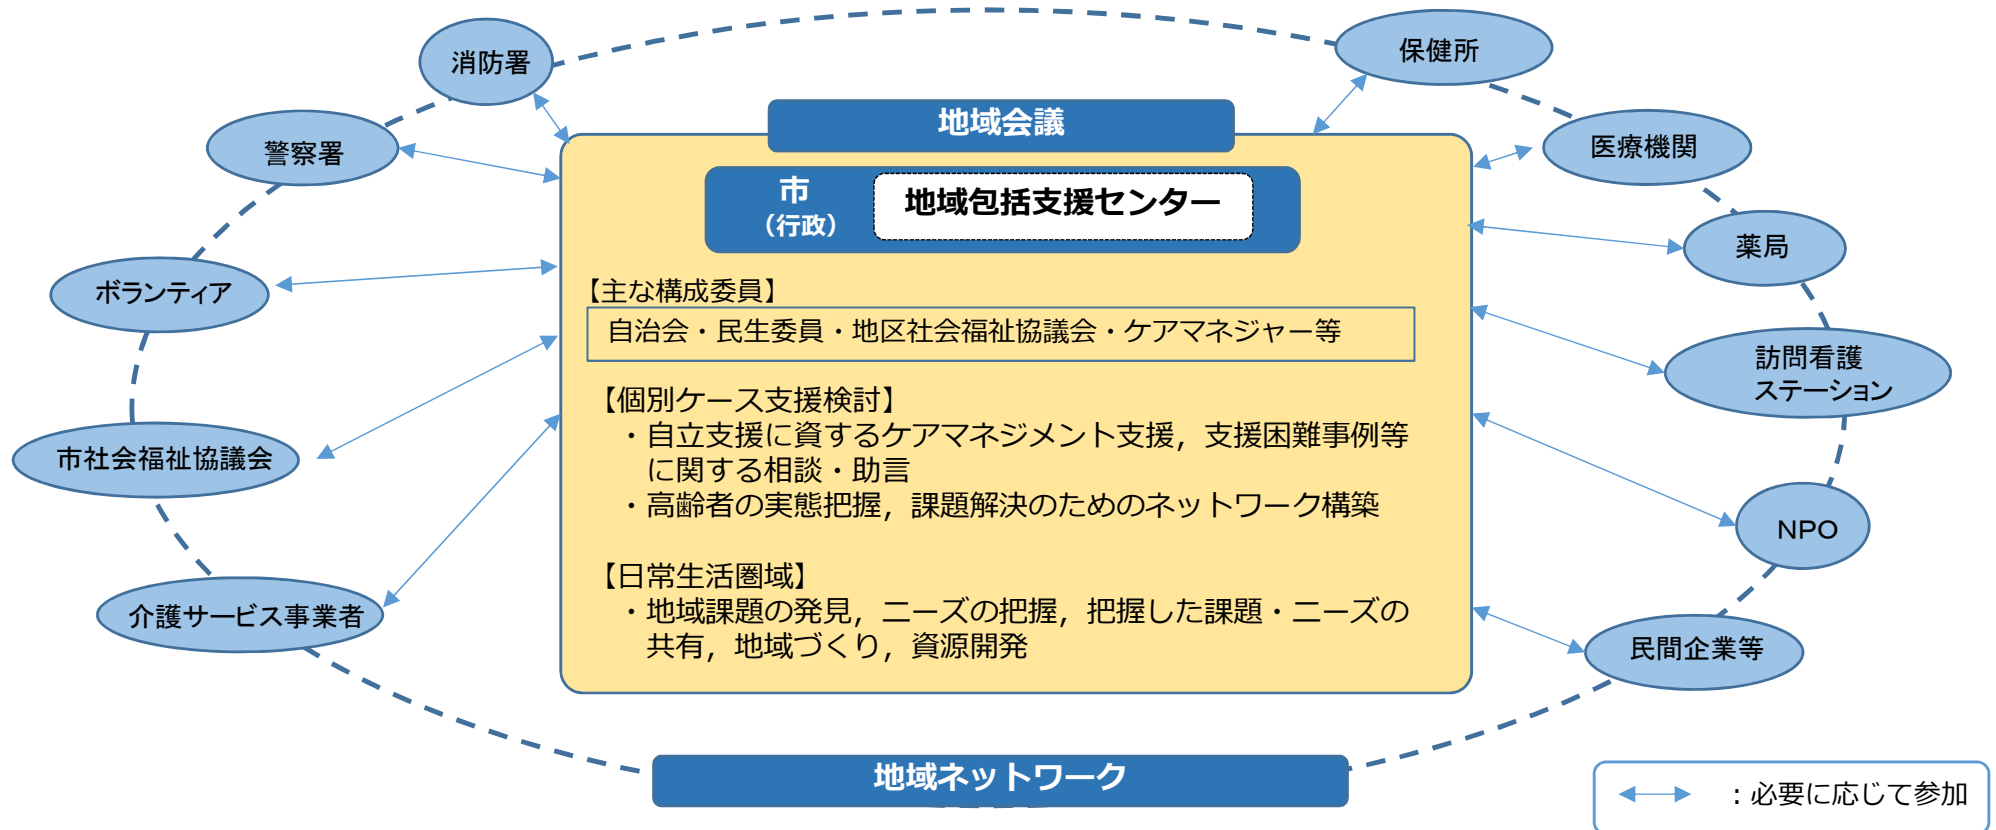 消防署
保健所
地域会議
警察署
医療機関
市
（行政）
地域包括支援センター
薬局
ボランティア
【主な構成委員】
自治会・民生委員・地区社会福祉協議会・ケアマネジャー等
訪問看護
ステーション
【個別ケース支援検討】
・自立支援に資するケアマネジメント支援，支援困難事例等
に関する相談・助言
・高齢者の実態把握，課題解決のためのネットワーク構築
市社会福祉協議会
NPO
【日常生活圏域】
・地域課題の発見，ニーズの把握，把握した課題・ニーズの
共有，地域づくり，資源開発
介護サービス事業者
民間企業等
地域ネットワーク
：必要に応じて参加